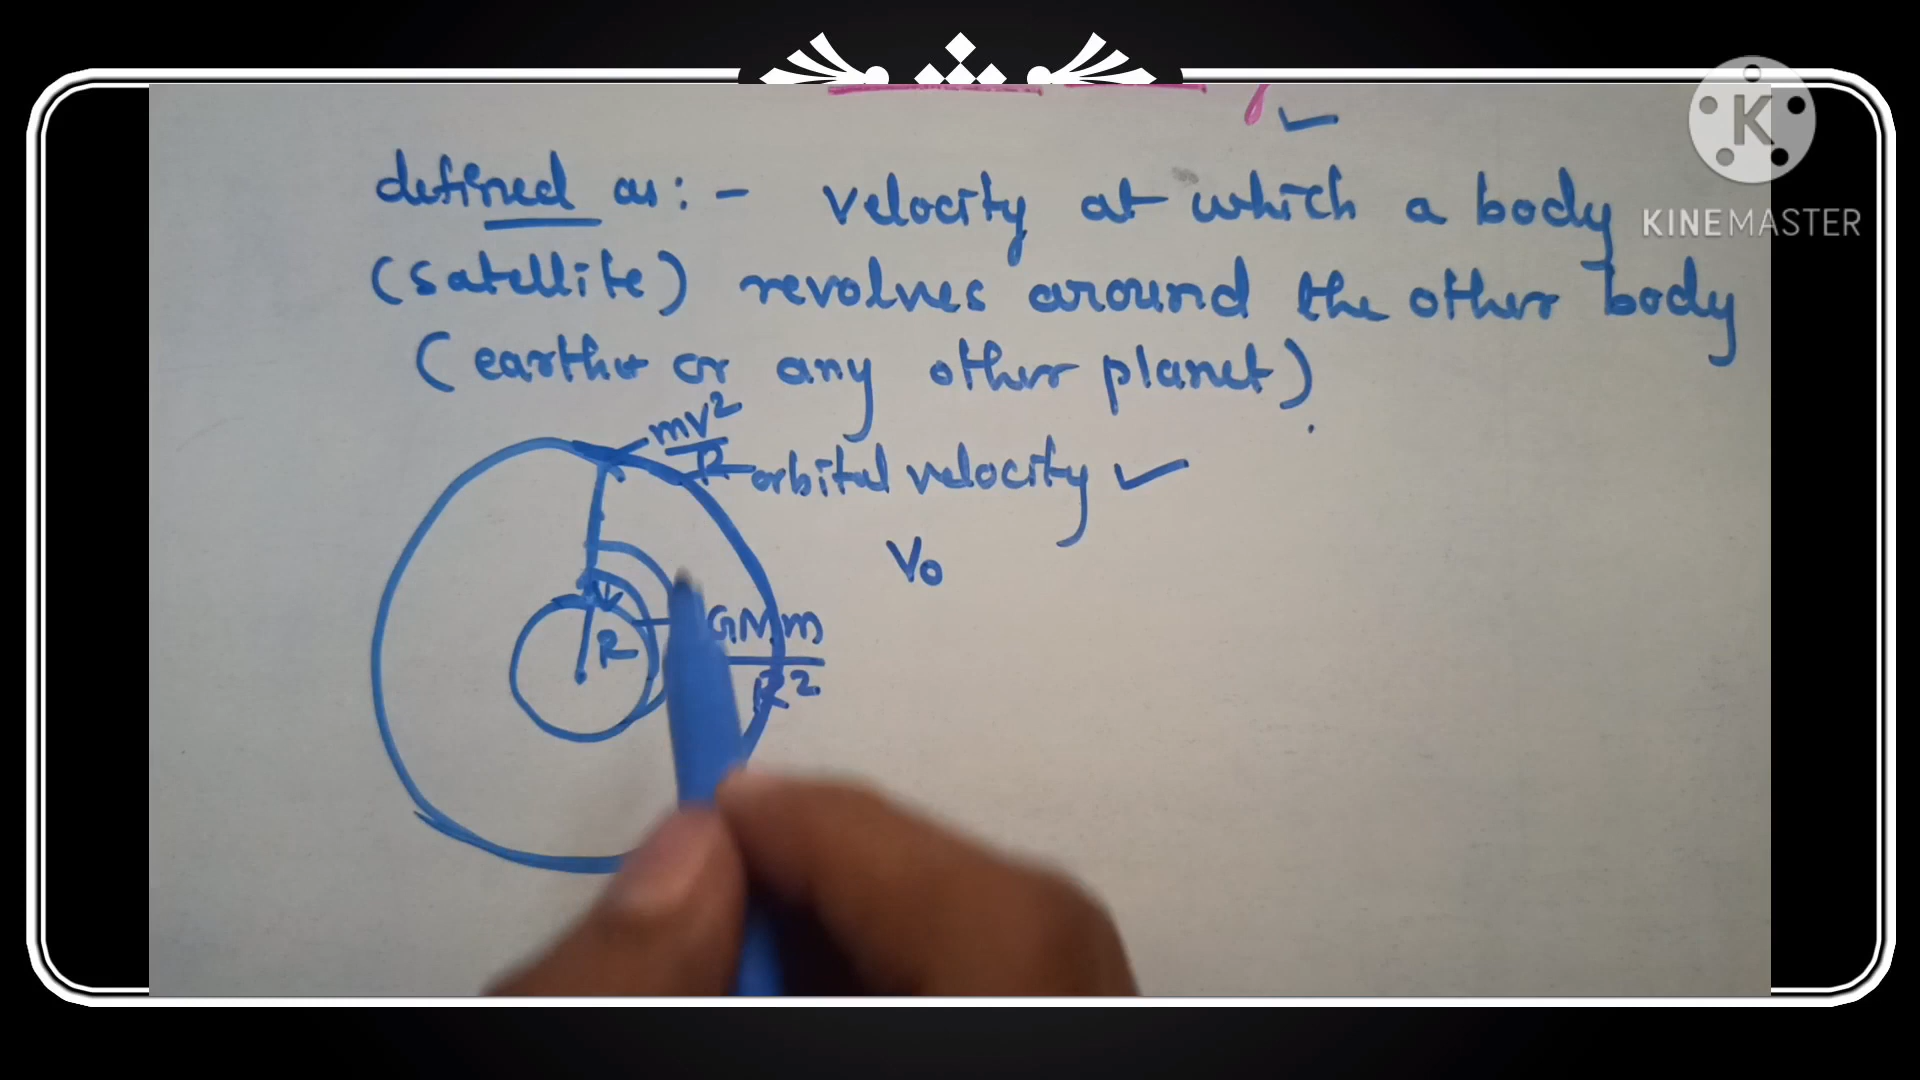 K
KINEMASTER
defined as: - velocity at which a body
(satellite) revolves around the other body
(earth or any other planet).
mv²
R
orbital velocity ✓
V₀
R
GMm
R²